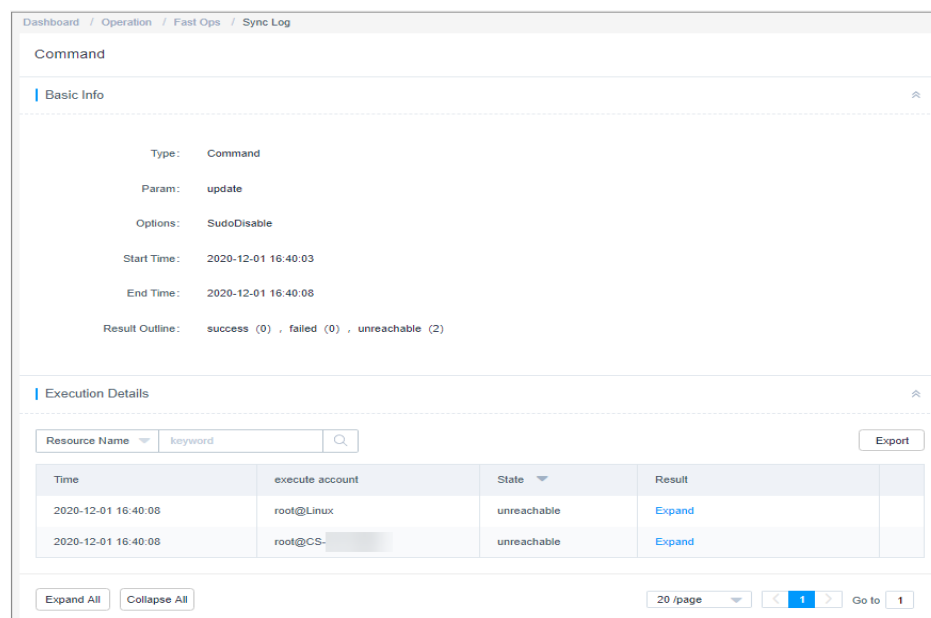 Dashboard / Operation / Fast Ops / Sync Log
Command
Basic Info
Type: Command
Param: update
Options: SudoDisable
Start Time: 2020-12-01 16:40:03
End Time: 2020-12-01 16:40:08
Result Outline: success (0) , failed (0) , unreachable (2)
Execution Details
Resource Name keyword Export
Time execute account State Result
2020-12-01 16:40:08 root@Linux unreachable Expand
2020-12-01 16:40:08 root@CS- unreachable Expand
Expand All Collapse All 20 /page < 1 > Go to 1